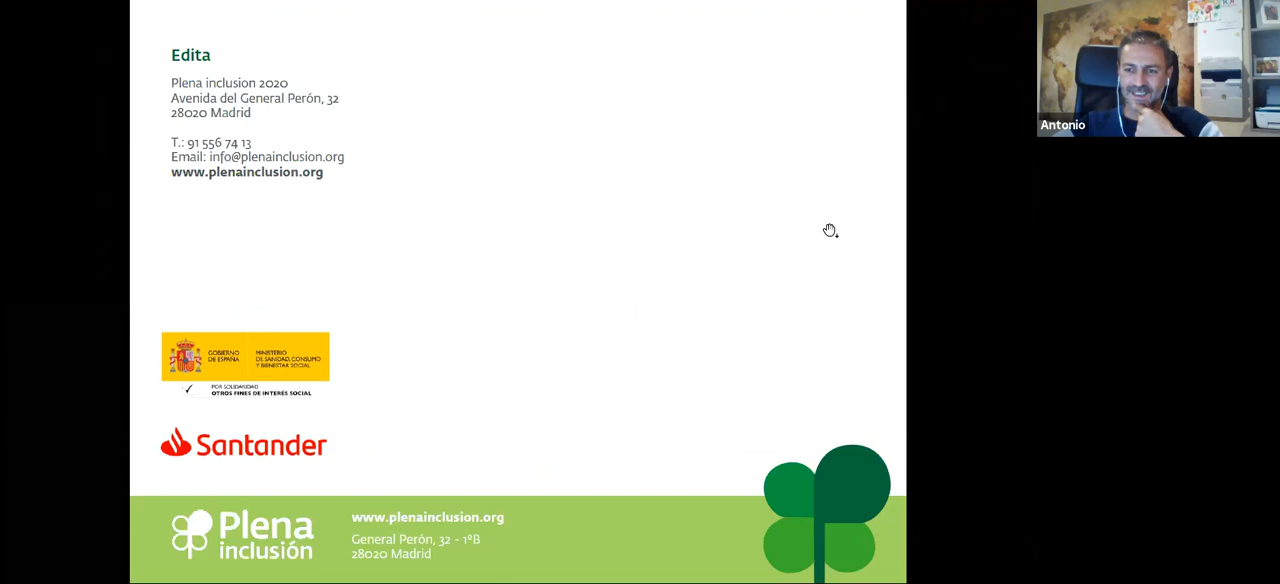 Edita
Plena inclusion 2020
Avenida del General Perón, 32
28020 Madrid
T.: 91 556 74 13
Email: info@plenainclusion.org
www.plenainclusion.org
Antonio
GOBIERNO
DE ESPAÑA
MINISTERIO
DE SANIDAD, CONSUMO
Y BIENESTAR SOCIAL
POR SOLIDARIDAD
OTROS FINES DE INTERÉS SOCIAL
Santander
Plena
inclusión
www.plenainclusion.org
General Perón, 32 - 1ºB
28020 Madrid